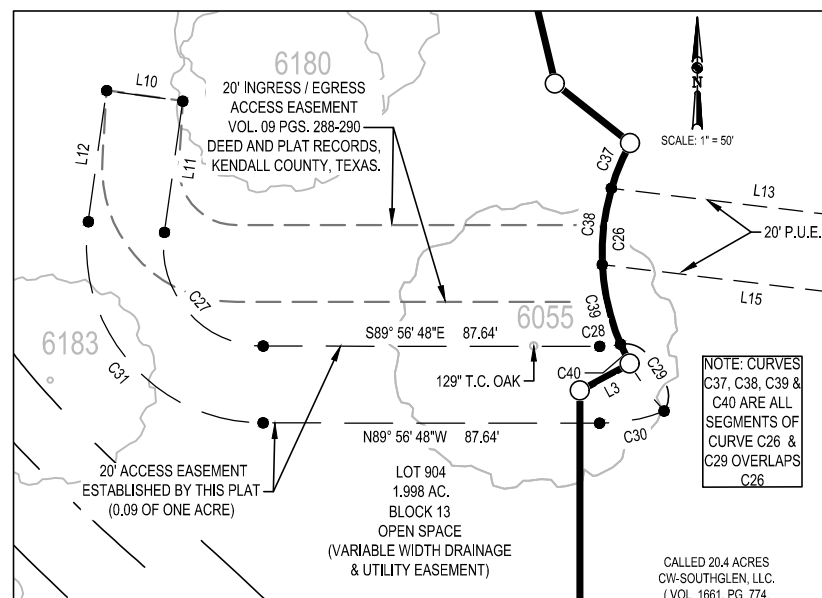 6180
L10
20' INGRESS / EGRESS
ACCESS EASEMENT
VOL. 09 PGS. 288-290
DEED AND PLAT RECORDS,
KENDALL COUNTY, TEXAS.
N
SCALE: 1" = 50'
L12
L11
C37
L13
C38
C26
20' P.U.E.
L15
C27
C39
6055
6183
S89° 56' 48"E 87.64'
C28
C31
129" T.C. OAK
C40
C29
L3
NOTE: CURVES
C37, C38, C39 &
C40 ARE ALL
SEGMENTS OF
CURVE C26 &
C29 OVERLAPS
C26
N89° 56' 48"W 87.64'
C30
20' ACCESS EASEMENT
ESTABLISHED BY THIS PLAT
(0.09 OF ONE ACRE)
LOT 904
1.998 AC.
BLOCK 13
OPEN SPACE
(VARIABLE WIDTH DRAINAGE
& UTILITY EASEMENT)
CALLED 20.4 ACRES
CW-SOUTHGLEN, LLC.
( VOL. 1661, PG. 774,